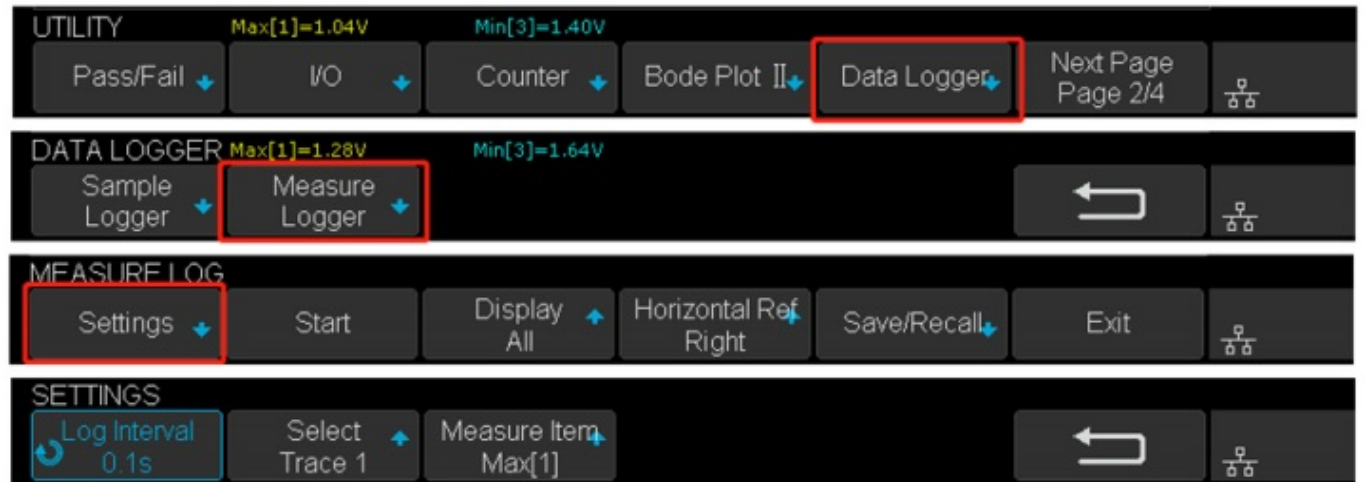 UTILITY Max[1]=1.04V Min[3]=1.40V
Pass/Fail I/O Counter Bode Plot II Data Logger Next Page
Page 2/4
DATA LOGGER Max[1]=1.28V Min[3]=1.64V
Sample Measure
Logger Logger
MEASURE LOG
Settings Start Display Horizontal Ref Save/Recall Exit
All Right
SETTINGS
Log Interval Select Measure Item
0.1s Trace 1 Max[1]